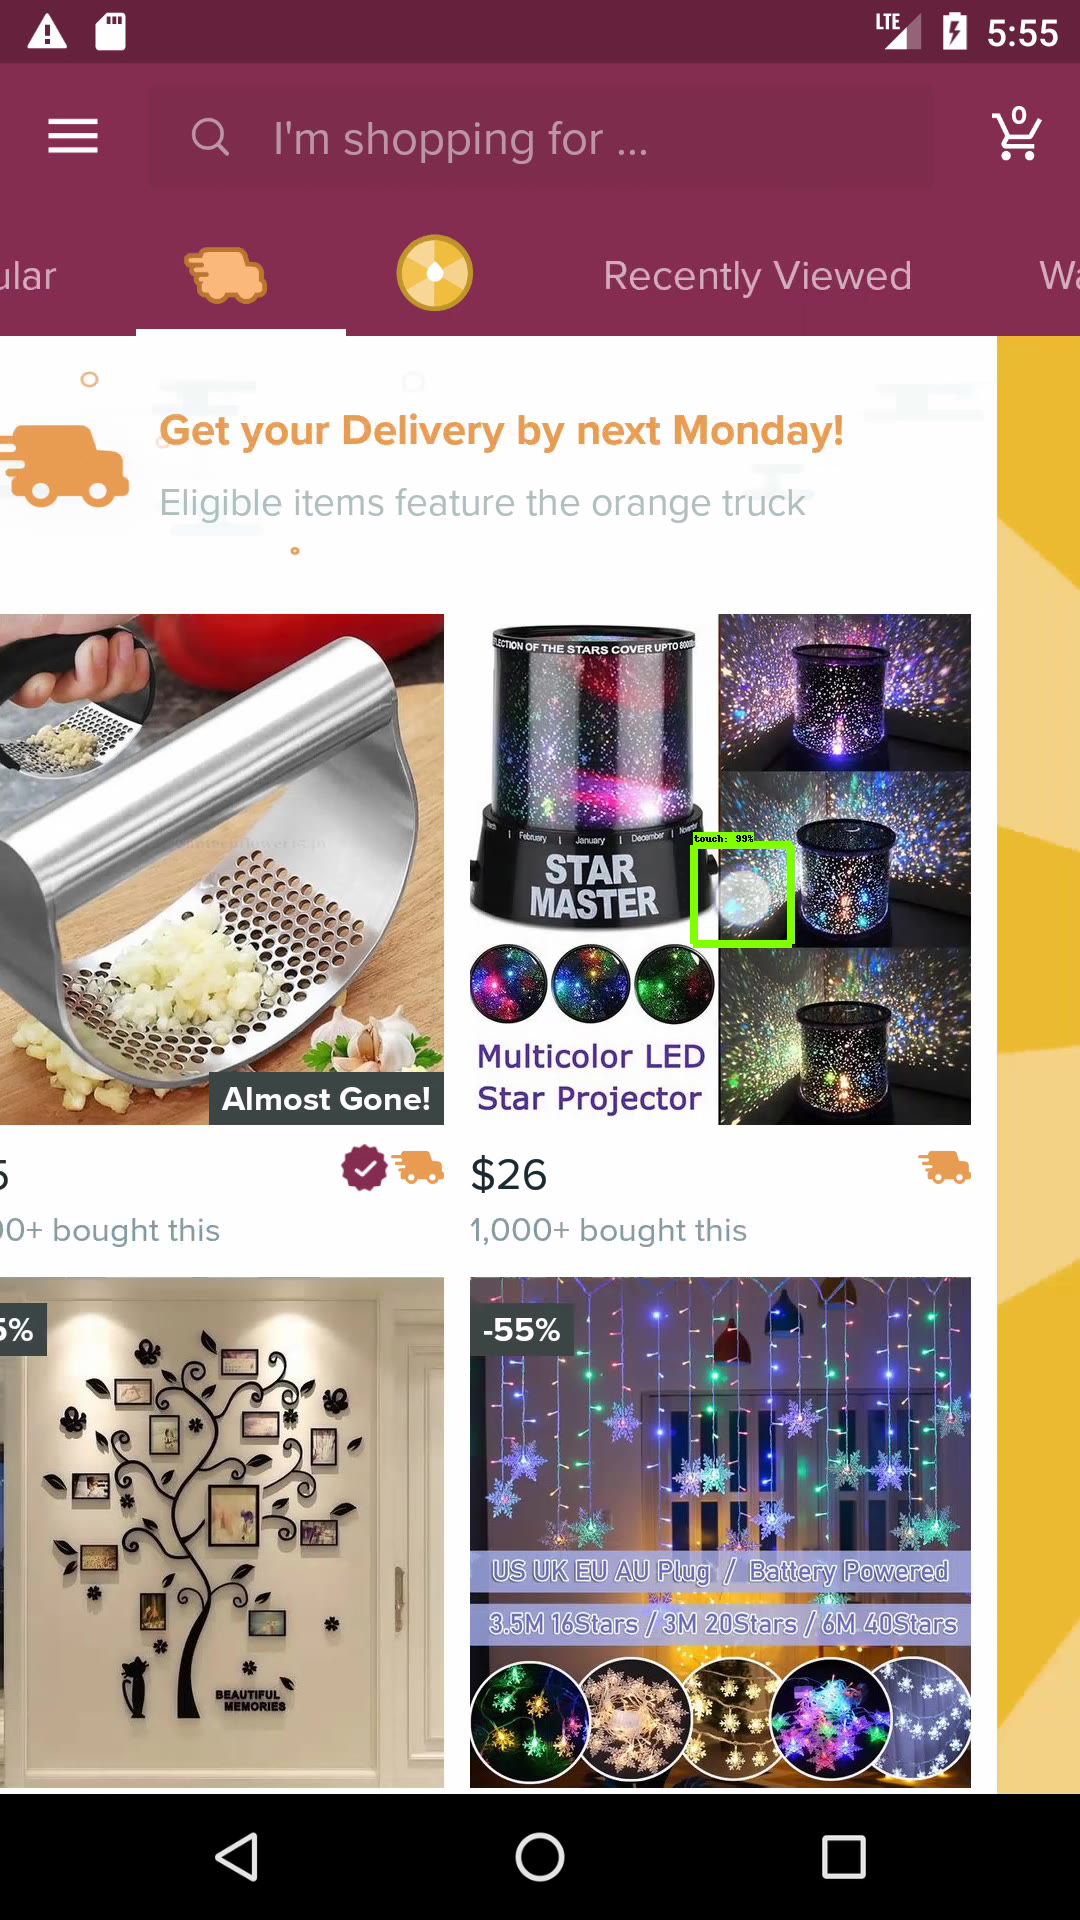 LTE 5:55
I'm shopping for ...
0
ular
Recently Viewed
Wa
Get your Delivery by next Monday!
Eligible items feature the orange truck
LECTION OF THE STARS COVER UPTO
February
January
December
STAR
MASTER
touch: 99%
Multicolor LED
Star Projector
Almost Gone!
5
$26
00+ bought this
1,000+ bought this
5%
-55%
BEAUTIFUL
MEMORIES
US UK EU AU Plug / Battery Powered
3.5M 16Stars / 3M 20Stars / 6M 40Stars